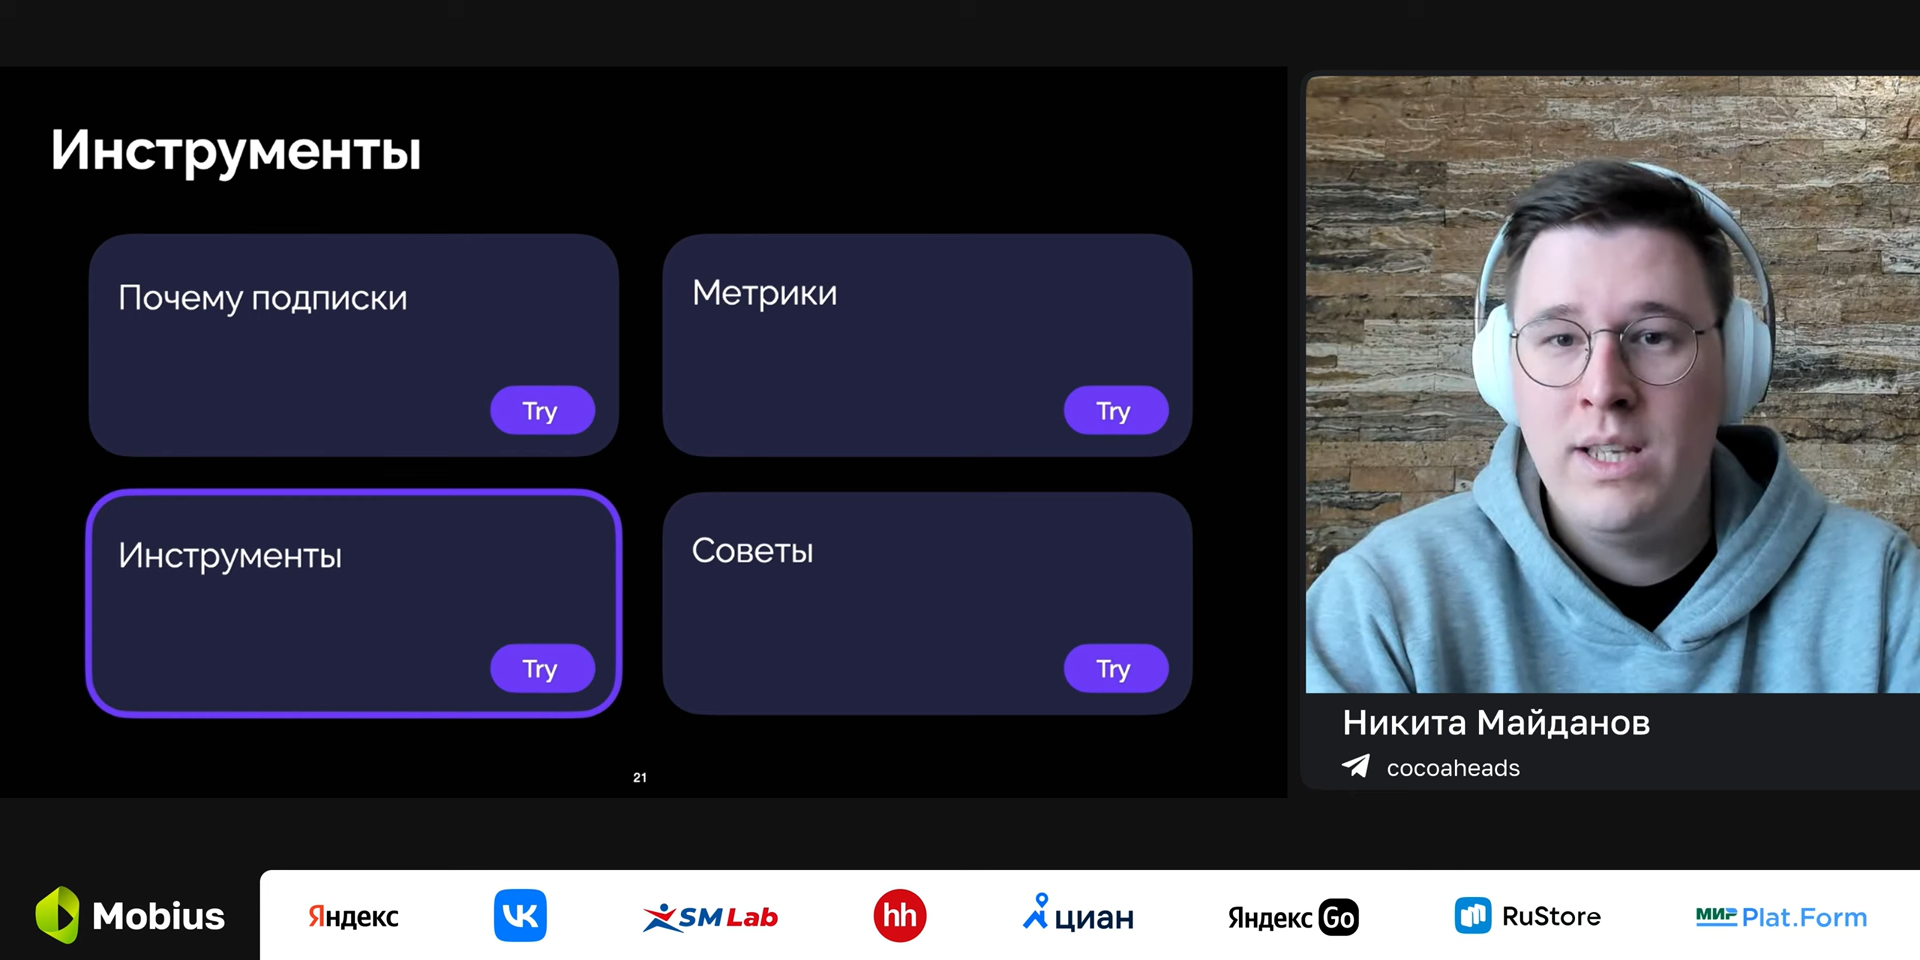 Инструменты
Почему подписки
Try
Метрики
Try
Инструменты
Try
Советы
Try
21
Никита Майданов
cocoaheads
Mobius
Яндекс
VK
SM Lab
hh
циан
Яндекс Go
RuStore
МИР Plat.Form